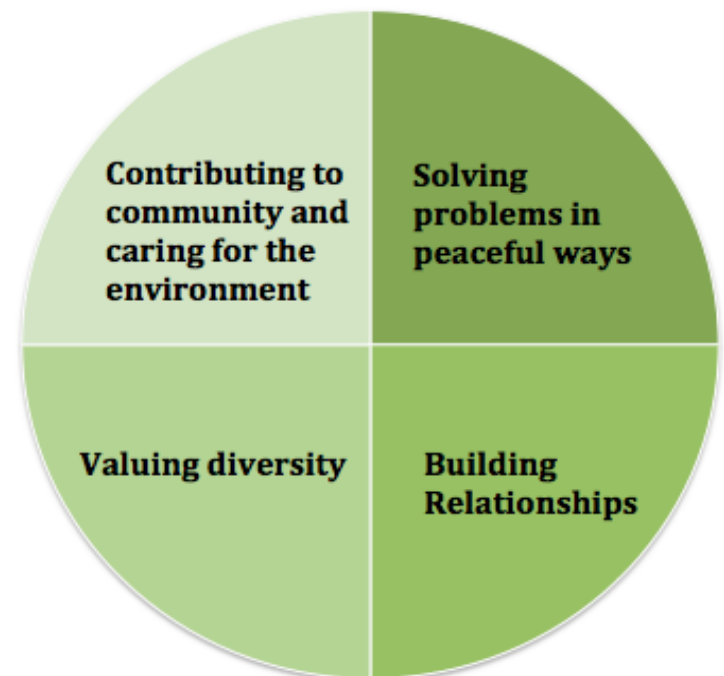 Contributing to
community and
caring for the
environment
Solving
problems in
peaceful ways
Valuing diversity
Building
Relationships